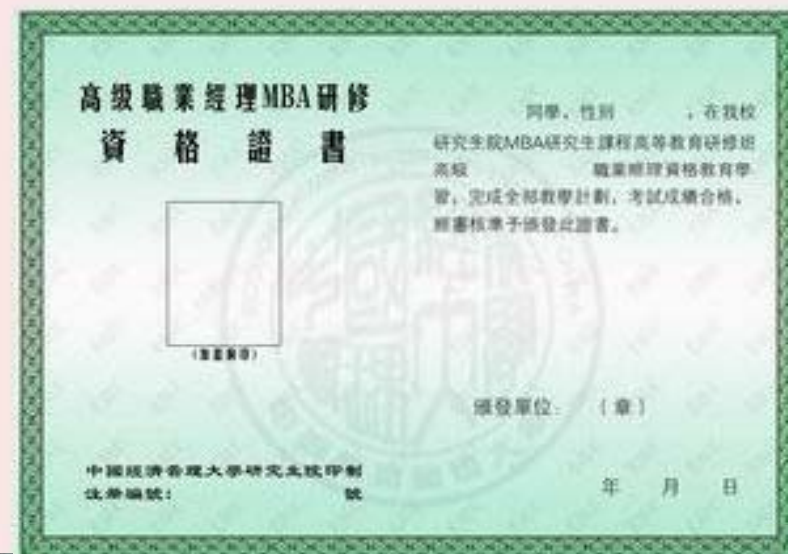 高级職業經理MBA研修
資格證書
中國經濟管理大學研究生院印制
注册編號： 號
同學，性别 ，在我校
研究生院MBA研究生課程高等教育研修班
高級 職業經理資格教育學
習，完成全部教學計劃，考試成績合格，
經審核準予頒發此證書。
頒發單位： （章）
年 月 日